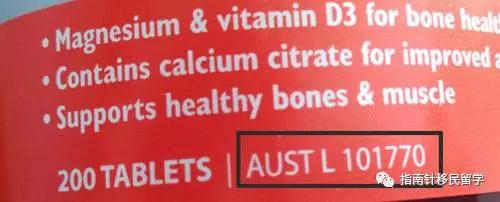 • Magnesium & vitamin D3 for bone
• Contains calcium citrate for improved
• Supports healthy bones & muscle
200 TABLETS | AUST L 101770
指南针移民留学